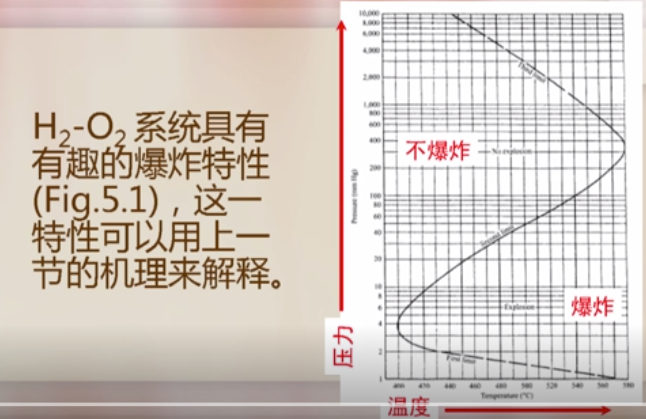 H₂-O₂ 系统具有
有趣的爆炸特性
(Fig.5.1)，这一
特性可以用上一
节的机理来解释。
10,000
8,000
6,000
4,000
2,000
1,000
800
600
400
200
100
80
60
40
20
10
8
6
4
2
1
Pressure (mm Hg)
Third limit
不爆炸
No explosion
Second limit
Explosion
爆炸
First limit
压力
400 420 440 460 480 500 520 540 560 580
Temperature (°C)
温度